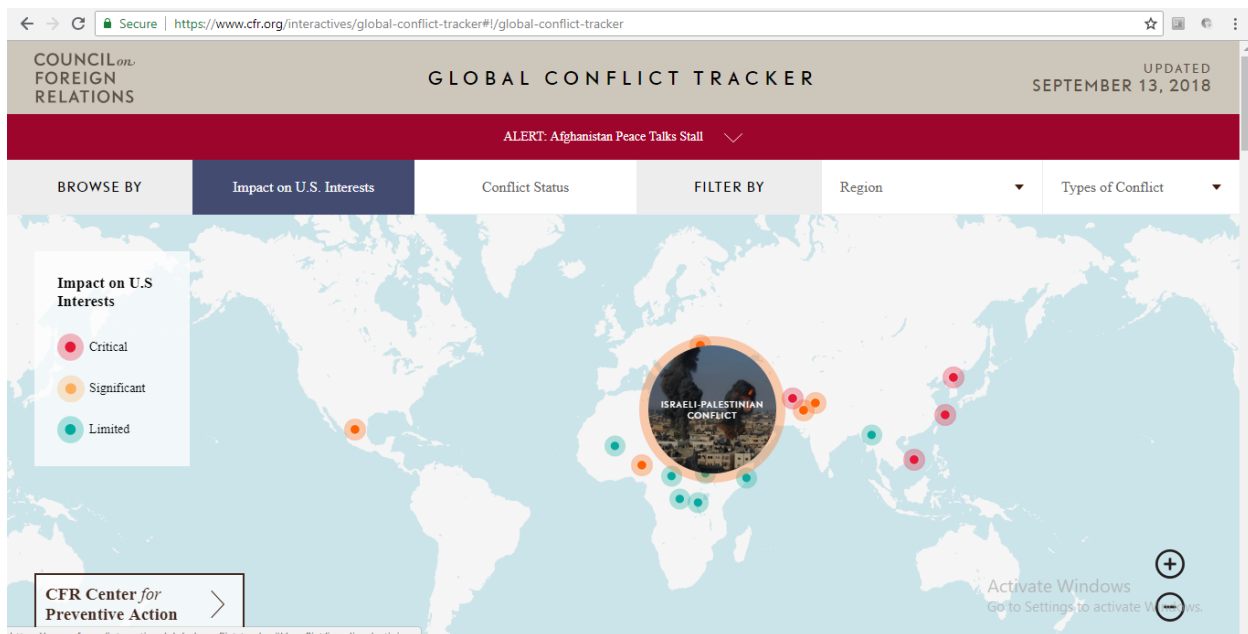 Secure | https://www.cfr.org/interactives/global-conflict-tracker#!/global-conflict-tracker
COUNCIL on
FOREIGN
RELATIONS
GLOBAL CONFLICT TRACKER
UPDATED
SEPTEMBER 13, 2018
ALERT: Afghanistan Peace Talks Stall
BROWSE BY
Impact on U.S. Interests
Conflict Status
FILTER BY
Region
Types of Conflict
Impact on U.S
Interests
Critical
Significant
Limited
ISRAELI-PALESTINIAN
CONFLICT
CFR Center for
Preventive Action
Activate Windows
Go to Settings to activate Windows.